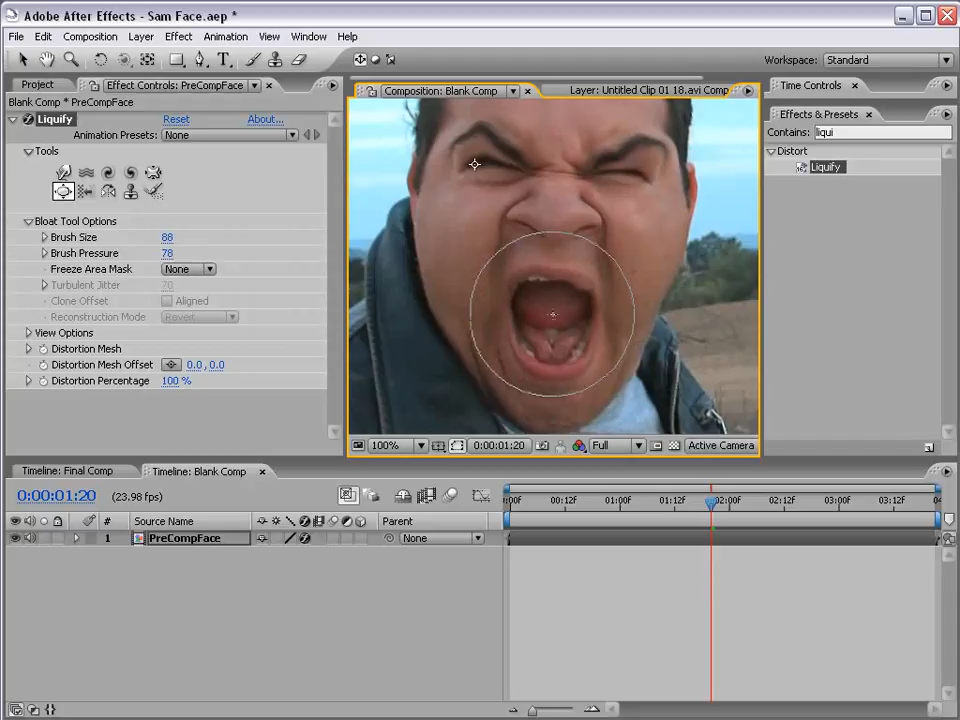 Adobe After Effects - Sam Face.aep *
File Edit Composition Layer Effect Animation View Window Help
Workspace: Standard
Project Effect Controls: PreCompFace
Composition: Blank Comp Layer: Untitled Clip 01 18.avi Comp
Time Controls
Blank Comp * PreCompFace
Effects & Presets
Liquify Reset About...
Contains: liqui
Animation Presets: None
Distort
Tools
Liquify
Bloat Tool Options
Brush Size 88
Brush Pressure 78
Freeze Area Mask None
Turbulent Jitter 70
Clone Offset Aligned
Reconstruction Mode Revert
View Options
Distortion Mesh
Distortion Mesh Offset 0.0, 0.0
Distortion Percentage 100 %
100% 0:00:01:20 Full Active Camera
Timeline: Final Comp Timeline: Blank Comp
0:00:01:20 (23.98 fps)
:00F 00:12F 01:00F 01:12F 02:00F 02:12F 03:00F 03:12F
# Source Name Parent
1 PreCompFace None